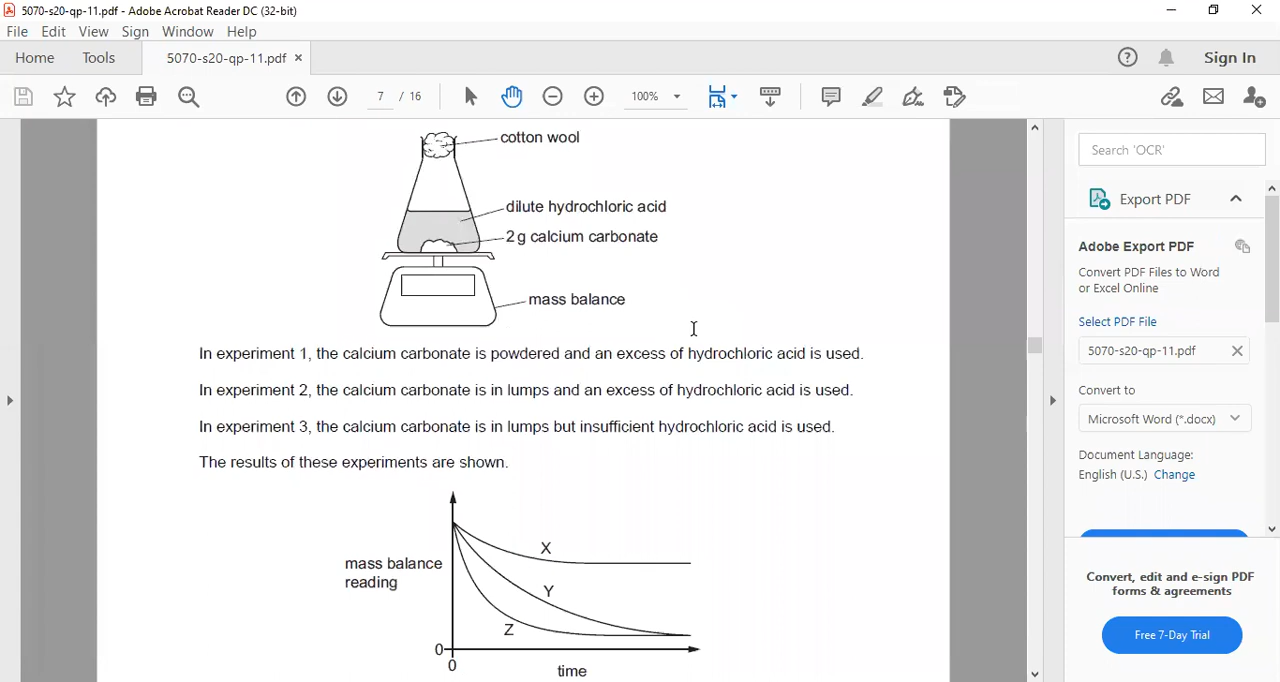 5070-s20-qp-11.pdf - Adobe Acrobat Reader DC (32-bit)
File Edit View Sign Window Help
Home Tools 5070-s20-qp-11.pdf × Sign In
7 / 16 100%
cotton wool
dilute hydrochloric acid
2 g calcium carbonate
mass balance
In experiment 1, the calcium carbonate is powdered and an excess of hydrochloric acid is used.
In experiment 2, the calcium carbonate is in lumps and an excess of hydrochloric acid is used.
In experiment 3, the calcium carbonate is in lumps but insufficient hydrochloric acid is used.
The results of these experiments are shown.
mass balance
reading
X
Y
Z
0
0
time
Search 'OCR'
Export PDF
Adobe Export PDF
Convert PDF Files to Word
or Excel Online
Select PDF File
5070-s20-qp-11.pdf
Convert to
Microsoft Word (*.docx)
Document Language:
English (U.S.) Change
Convert, edit and e-sign PDF
forms & agreements
Free 7-Day Trial